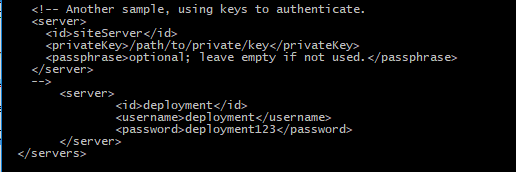 <!-- Another sample, using keys to authenticate.
<server>
<id>siteServer</id>
<privateKey>/path/to/private/key</privateKey>
<passphrase>optional; leave empty if not used.</passphrase>
</server>
-->
<server>
<id>deployment</id>
<username>deployment</username>
<password>deployment123</password>
</server>
</servers>